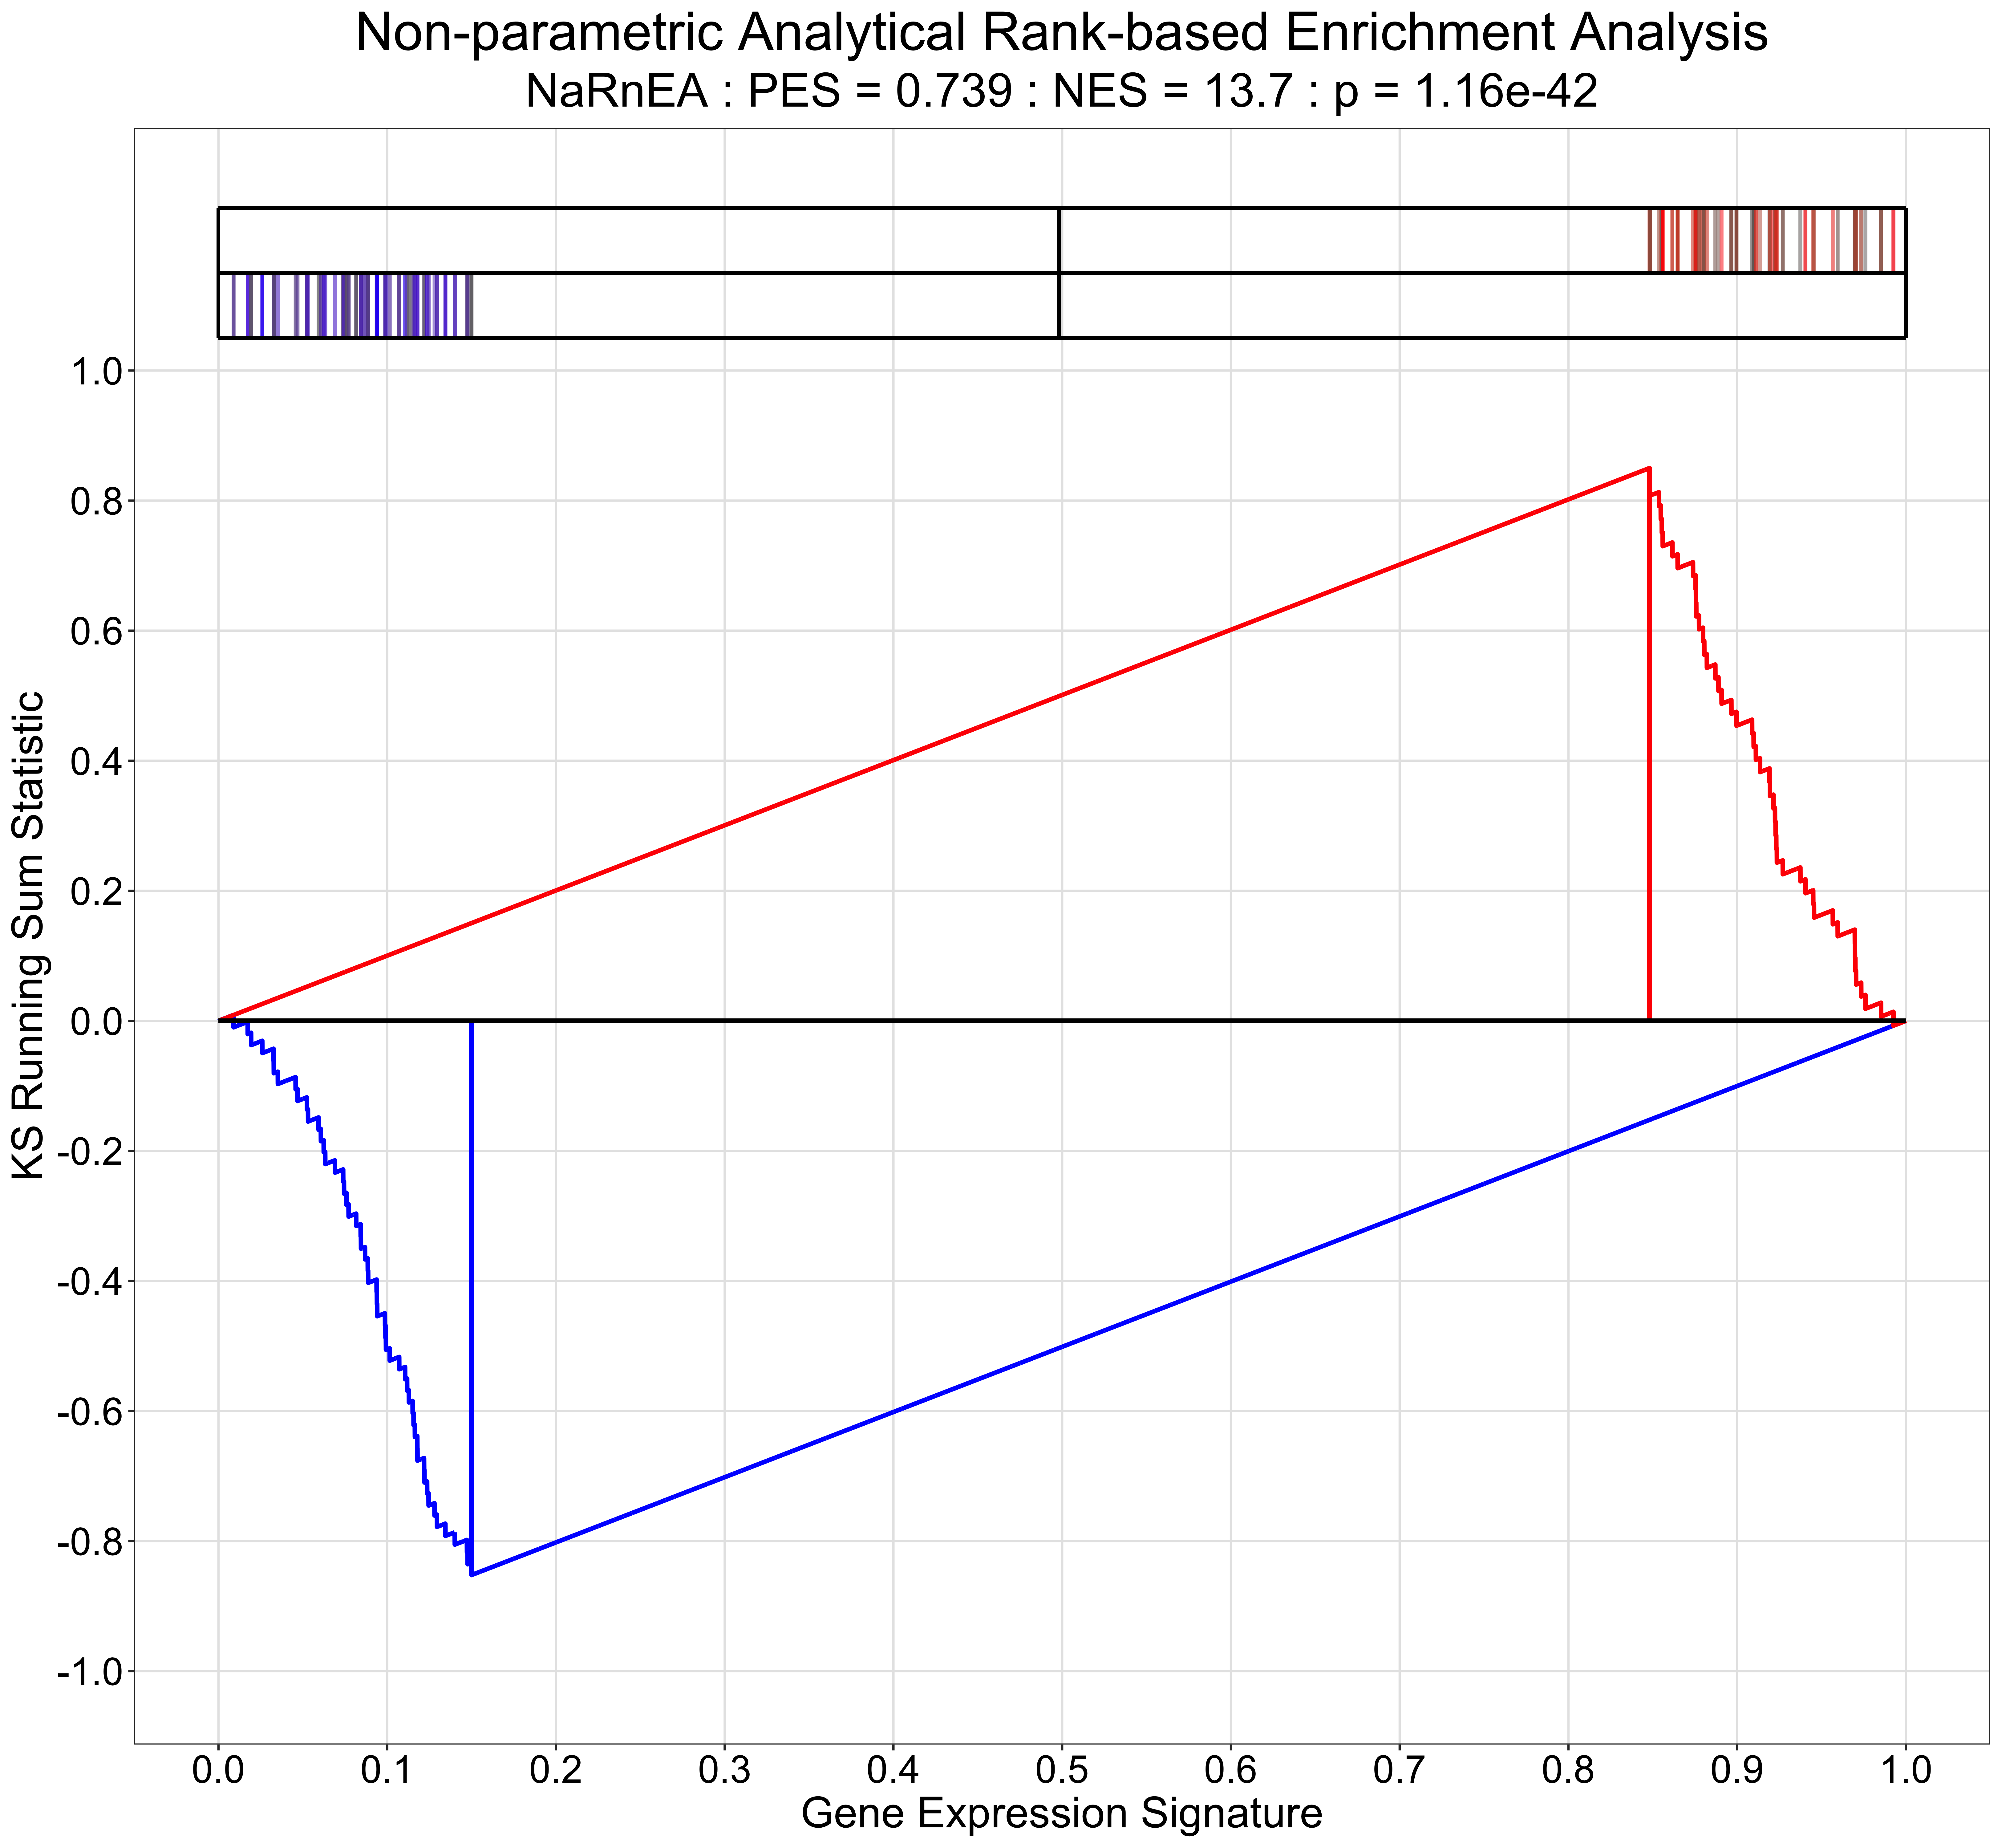 Non-parametric Analytical Rank-based Enrichment Analysis
NaRnEA : PES = 0.739 : NES = 13.7 : p = 1.16e-42
1.0
0.8
0.6
0.4
0.2
0.0
-0.2
-0.4
-0.6
-0.8
-1.0
KS Running Sum Statistic
0.0 0.1 0.2 0.3 0.4 0.5 0.6 0.7 0.8 0.9 1.0
Gene Expression Signature